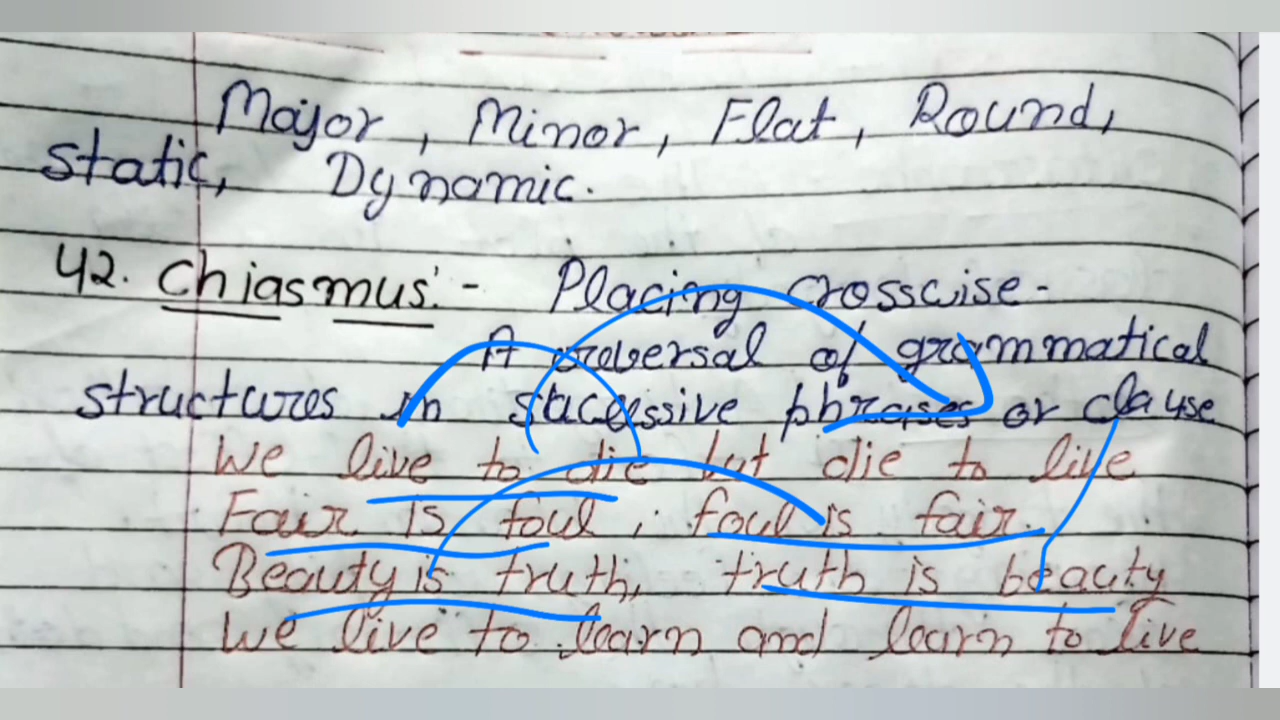 Major, Minor, Flat, Round,
static, Dynamic.
42. Chiasmus:- Placing crosswise-
A reversal of grammatical
structures in successive phrases or clause
We live to die but die to live
Fair is foul, foul is fair.
Beauty is truth, truth is beauty
We live to learn and learn to live